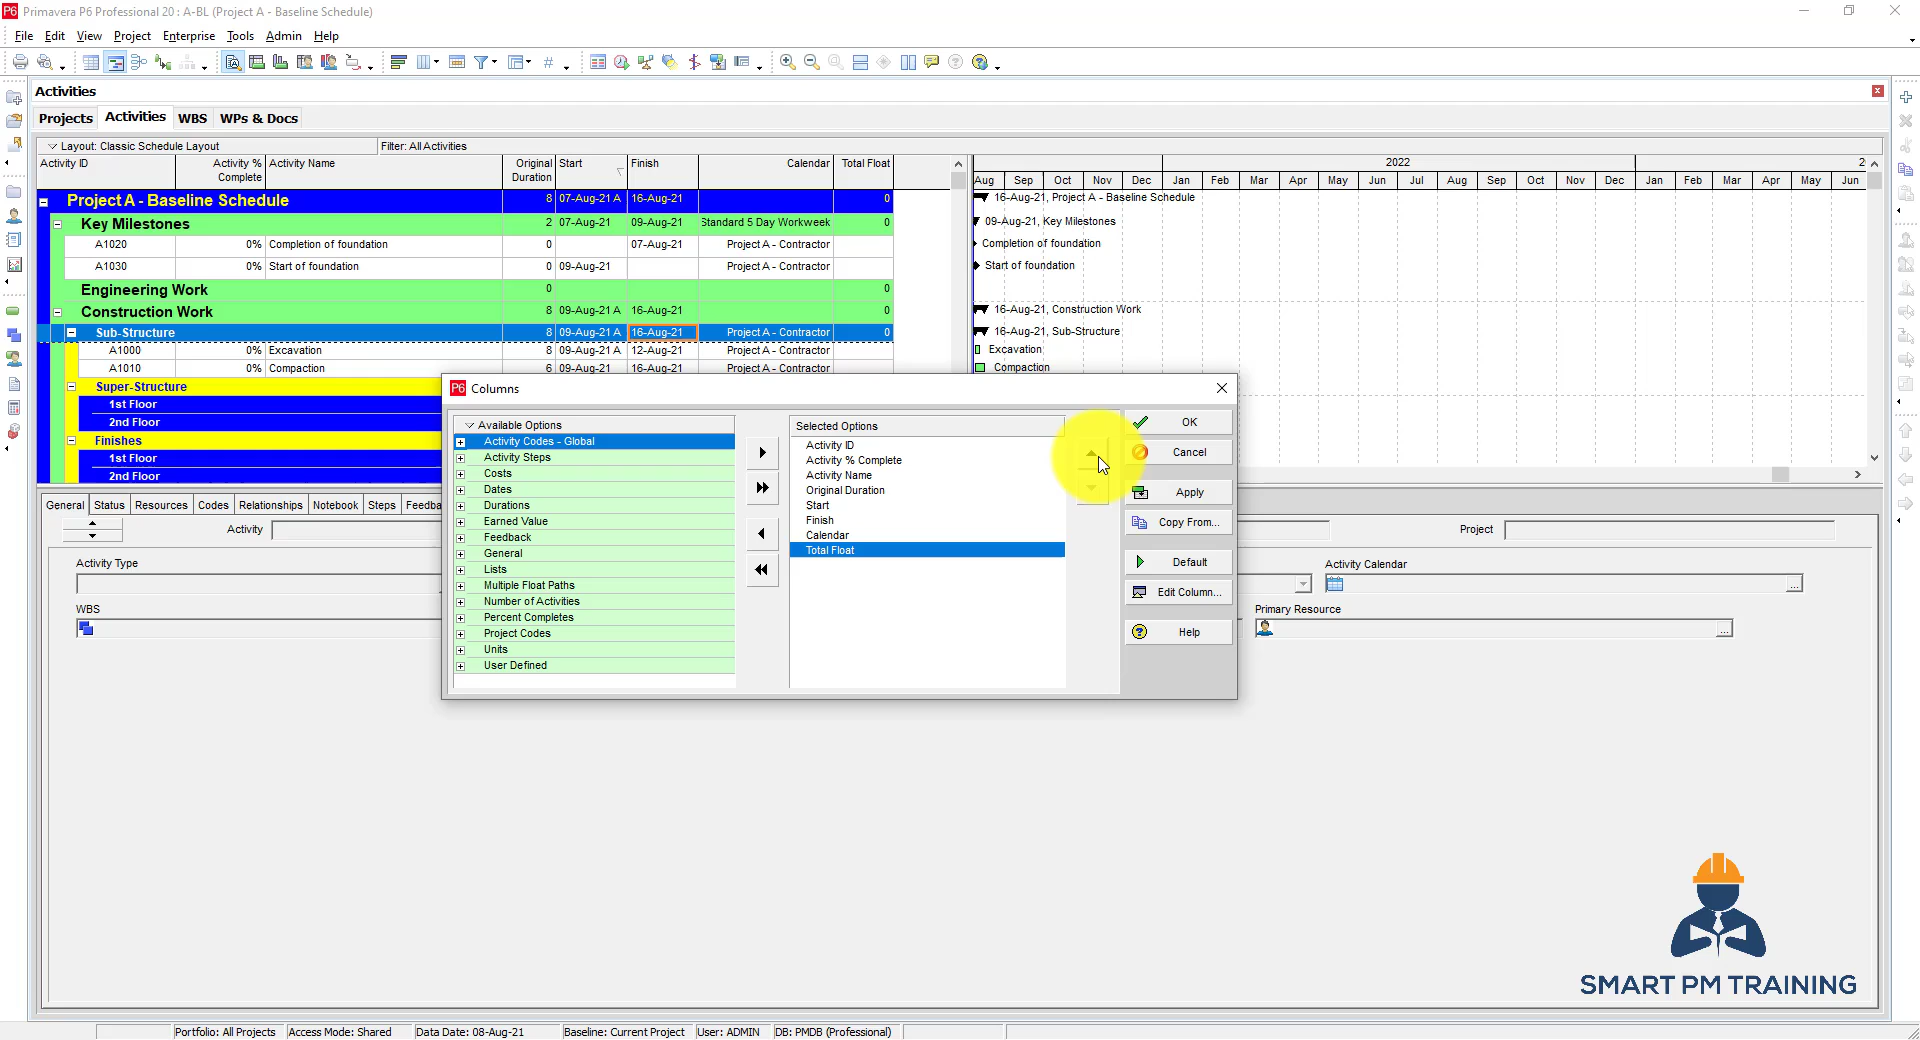 Primavera P6 Professional 20 : A-BL (Project A - Baseline Schedule)
File Edit View Project Enterprise Tools Admin Help
Activities
Projects Activities WBS WPs & Docs
Layout: Classic Schedule Layout Filter: All Activities
Activity ID Activity % Complete Activity Name Original Duration Start Finish Calendar Total Float
2022
Aug Sep Oct Nov Dec Jan Feb Mar Apr May Jun Jul Aug Sep Oct Nov Dec Jan Feb Mar Apr May Jun
Project A - Baseline Schedule 8 07-Aug-21 A 16-Aug-21 0 16-Aug-21, Project A - Baseline Schedule
Key Milestones 2 07-Aug-21 09-Aug-21 Standard 5 Day Workweek 0 09-Aug-21, Key Milestones
A1020 0% Completion of foundation 0 07-Aug-21 Project A - Contractor Completion of foundation
A1030 0% Start of foundation 0 09-Aug-21 Project A - Contractor Start of foundation
Engineering Work 0 0
Construction Work 8 09-Aug-21 A 16-Aug-21 0 16-Aug-21, Construction Work
Sub-Structure 8 09-Aug-21 A 16-Aug-21 Project A - Contractor 0 16-Aug-21, Sub-Structure
A1000 0% Excavation 8 09-Aug-21 A 12-Aug-21 Project A - Contractor Excavation
A1010 0% Compaction 6 09-Aug-21 16-Aug-21 Project A - Contractor Compaction
Super-Structure
1st Floor
2nd Floor
Finishes
1st Floor
2nd Floor
P6 Columns
Available Options
Activity Codes - Global
Activity Steps
Costs
Dates
Durations
Earned Value
Feedback
General
Lists
Multiple Float Paths
Number of Activities
Percent Completes
Project Codes
Units
User Defined
Selected Options
Activity ID
Activity % Complete
Activity Name
Original Duration
Start
Finish
Calendar
Total Float
OK
Cancel
Apply
Copy From...
Default
Edit Column...
Help
General Status Resources Codes Relationships Notebook Steps Feedba
Activity Project
Activity Type Activity Calendar
WBS Primary Resource
SMART PM TRAINING
Portfolio: All Projects Access Mode: Shared Data Date: 08-Aug-21 Baseline: Current Project User: ADMIN DB: PMDB (Professional)